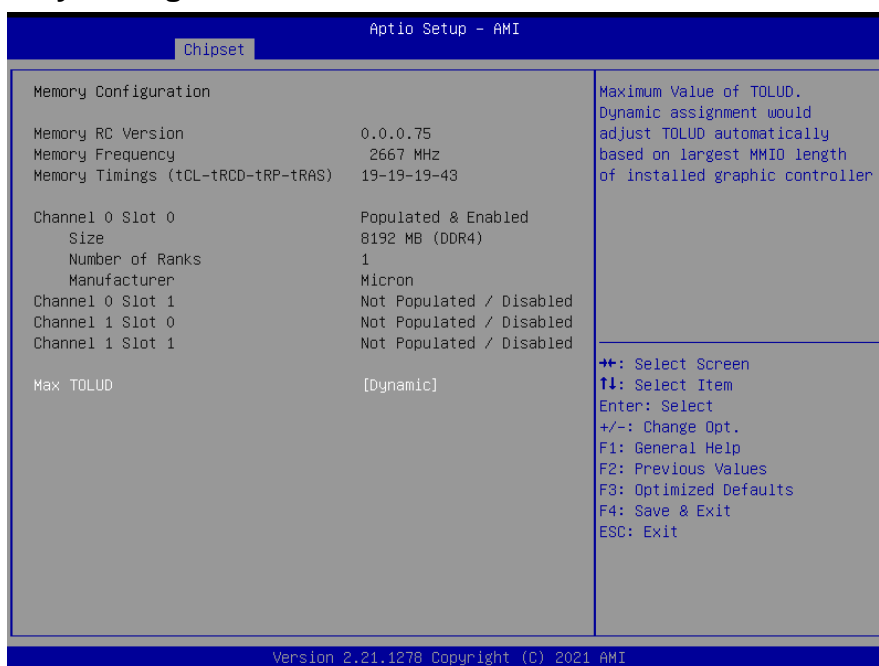 Aptio Setup – AMI
Chipset
Memory Configuration
Memory RC Version 0.0.0.75
Memory Frequency 2667 MHz
Memory Timings (tCL-tRCD-tRP-tRAS) 19-19-19-43
Channel 0 Slot 0 Populated & Enabled
Size 8192 MB (DDR4)
Number of Ranks 1
Manufacturer Micron
Channel 0 Slot 1 Not Populated / Disabled
Channel 1 Slot 0 Not Populated / Disabled
Channel 1 Slot 1 Not Populated / Disabled
Max TOLUD [Dynamic]
Maximum Value of TOLUD.
Dynamic assignment would
adjust TOLUD automatically
based on largest MMIO length
of installed graphic controller
→←: Select Screen
↑↓: Select Item
Enter: Select
+/-: Change Opt.
F1: General Help
F2: Previous Values
F3: Optimized Defaults
F4: Save & Exit
ESC: Exit
Version 2.21.1278 Copyright (C) 2021 AMI